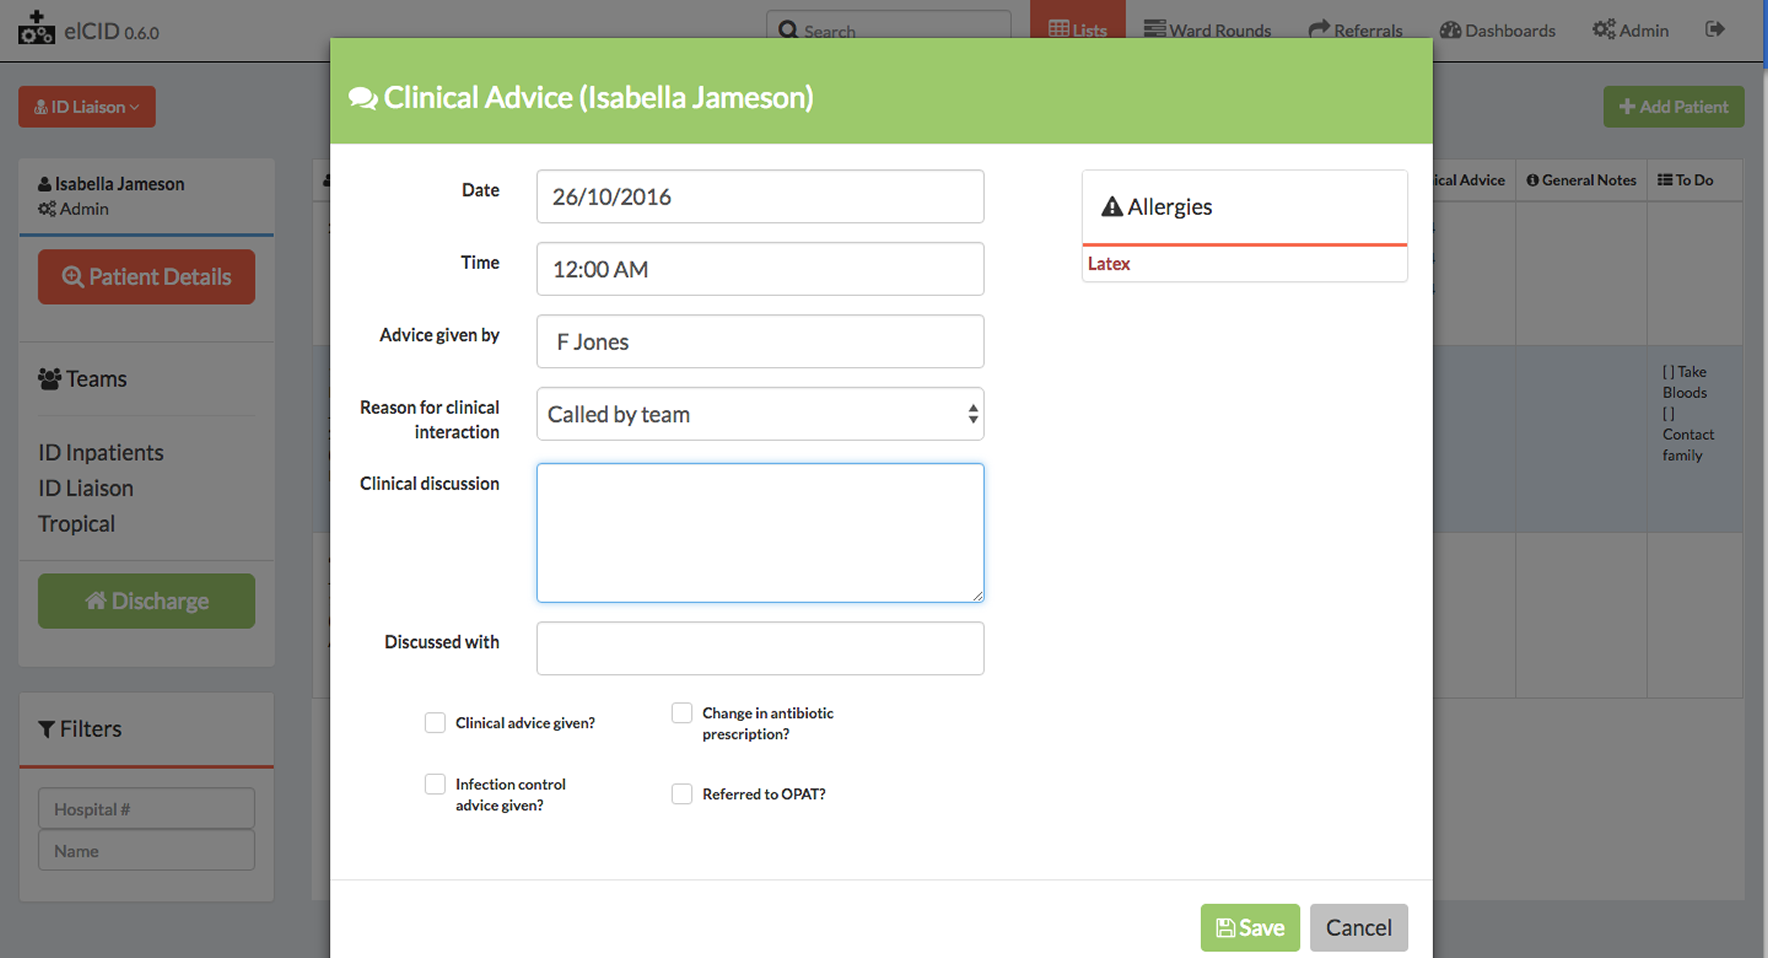 elCID 0.6.0
Search
Lists
Ward Rounds
Referrals
Dashboards
Admin
ID Liaison
Add Patient
Clinical Advice (Isabella Jameson)
Isabella Jameson
Admin
Patient Details
Teams
ID Inpatients
ID Liaison
Tropical
Discharge
Filters
Hospital #
Name
Date
26/10/2016
Time
12:00 AM
Advice given by
F Jones
Reason for clinical
interaction
Called by team
Clinical discussion
Discussed with
Clinical advice given?
Change in antibiotic
prescription?
Infection control
advice given?
Referred to OPAT?
Allergies
Latex
Save
Cancel
ical Advice
General Notes
To Do
[ ] Take
Bloods
[ ]
Contact
family